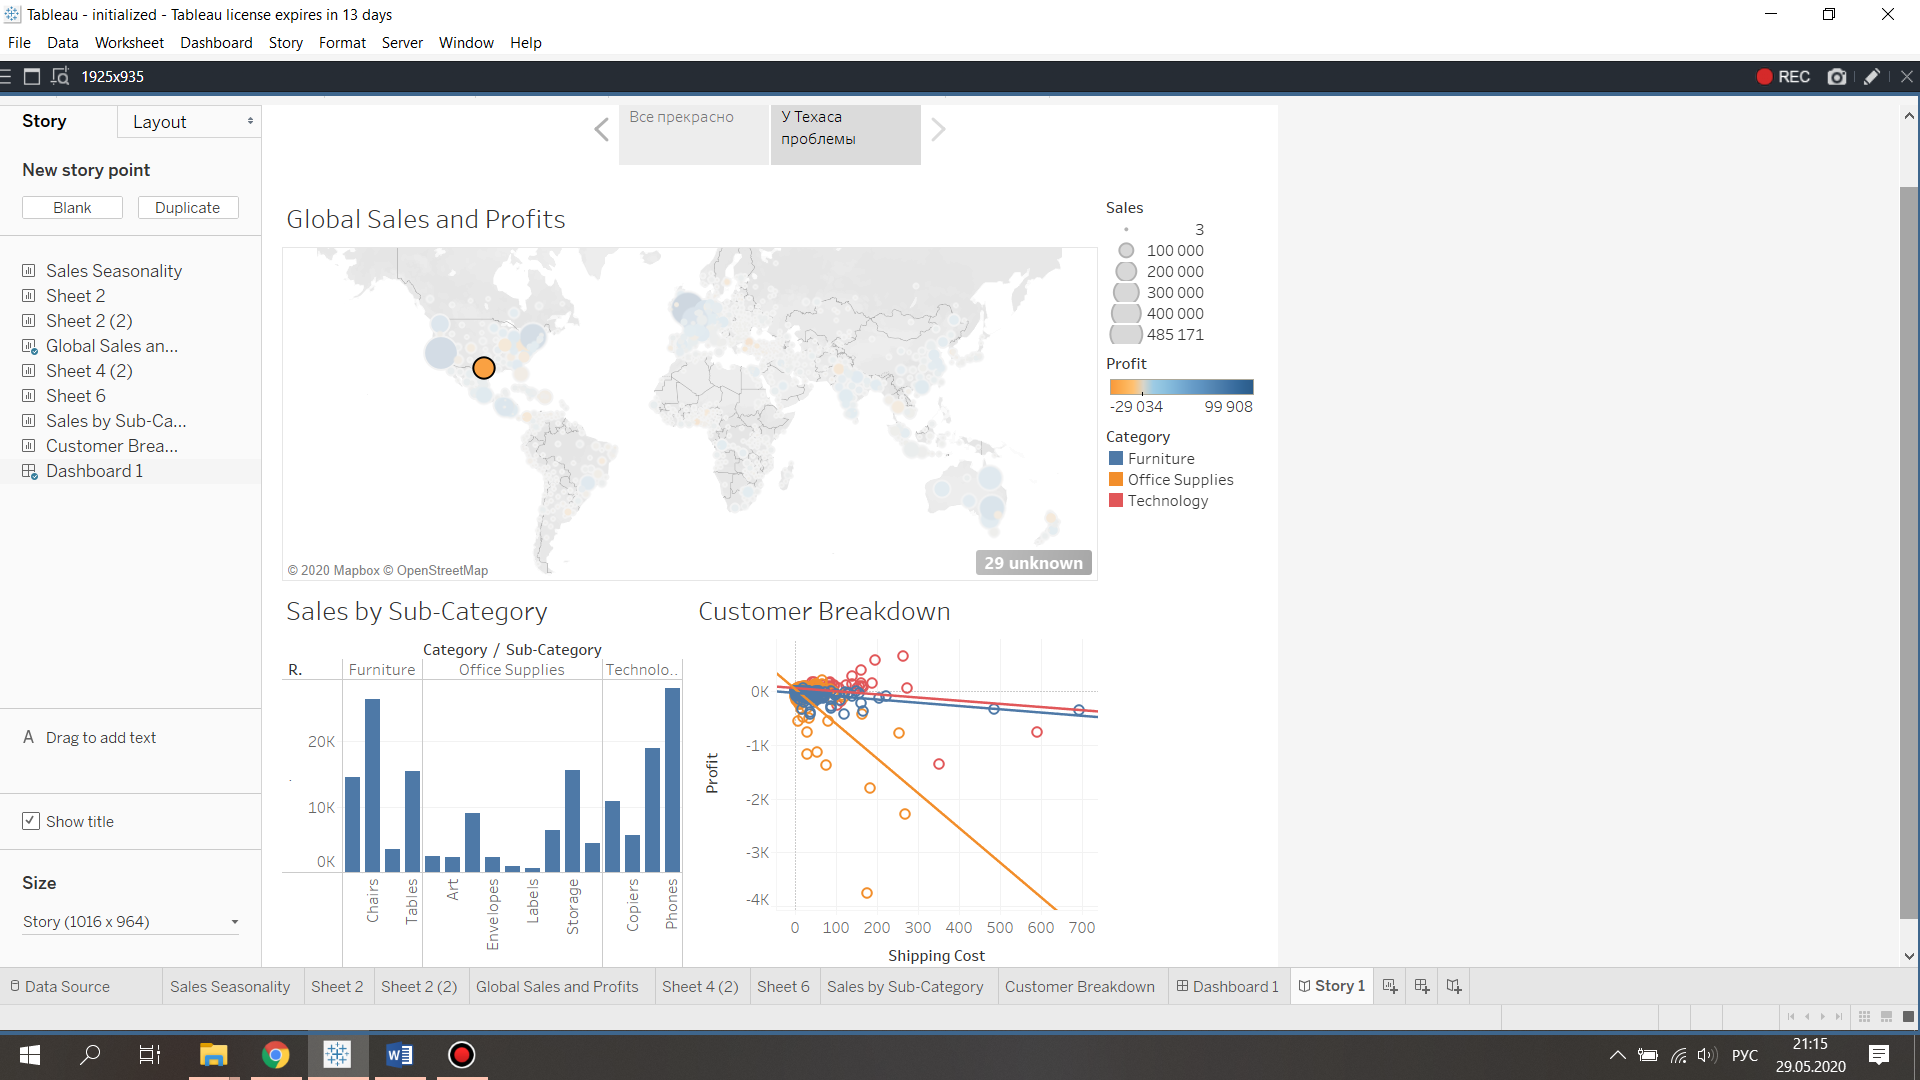 Tableau - initialized - Tableau license expires in 13 days
File Data Worksheet Dashboard Story Format Server Window Help
1925x935
REC
Story
Layout
New story point
Blank
Duplicate
Sales Seasonality
Sheet 2
Sheet 2 (2)
Global Sales an...
Sheet 4 (2)
Sheet 6
Sales by Sub-Ca...
Customer Brea...
Dashboard 1
A Drag to add text
Show title
Size
Story (1016 x 964)
Все прекрасно
У Техаса
проблемы
Global Sales and Profits
© 2020 Mapbox © OpenStreetMap
29 unknown
Sales
3
100 000
200 000
300 000
400 000
485 171
Profit
-29 034 99 908
Category
Furniture
Office Supplies
Technology
Sales by Sub-Category
Category / Sub-Category
R. Furniture Office Supplies Technolo..
20K
10K
0K
Chairs
Tables
Art
Envelopes
Labels
Storage
Copiers
Phones
Customer Breakdown
Profit
0K
-1K
-2K
-3K
-4K
0 100 200 300 400 500 600 700
Shipping Cost
Data Source Sales Seasonality Sheet 2 Sheet 2 (2) Global Sales and Profits Sheet 4 (2) Sheet 6 Sales by Sub-Category Customer Breakdown Dashboard 1 Story 1
РУС
21:15
29.05.2020